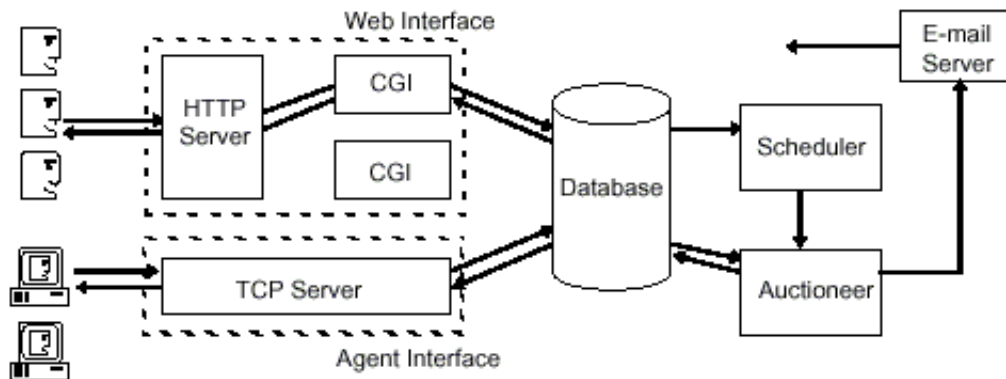 Web Interface
HTTP
Server
CGI
CGI
Database
E-mail
Server
Scheduler
Auctioneer
TCP Server
Agent Interface